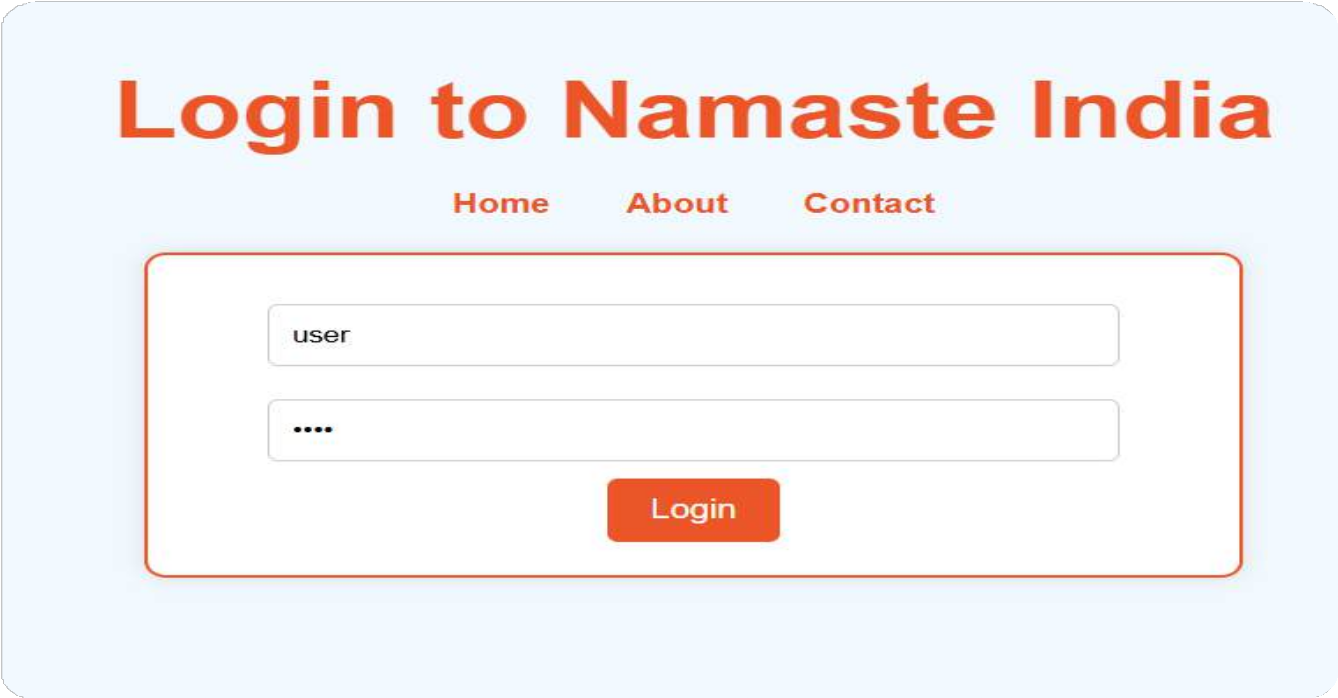 Login to Namaste India
Home About Contact
user
••••
Login